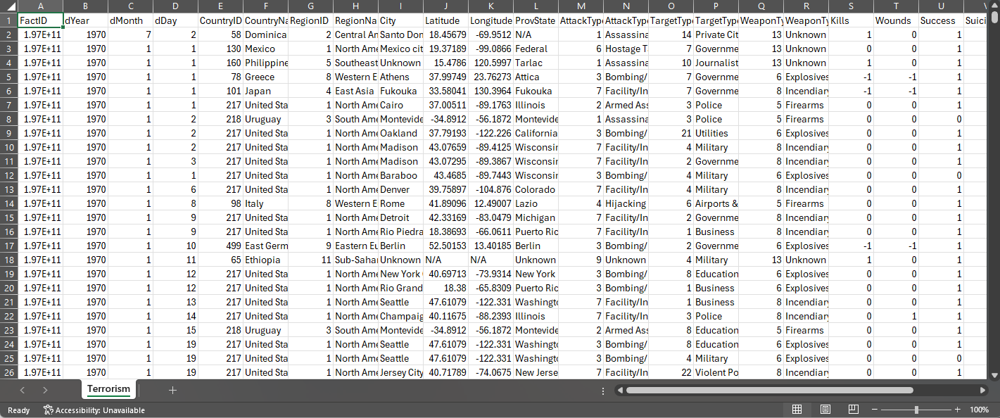 A B C D E F G H I J K L M N O P Q R S T U V
1 FactID dYear dMonth dDay CountryID CountryNa RegionID RegionNa City Latitude Longitude ProvState AttackType AttackType TargetType TargetType WeaponTy WeaponTy Kills Wounds Success Suici
2 1.97E+11 1970 7 2 58 Dominica 2 Central Am Santo Don 18.45679 -69.9512 N/A 1 Assassina 14 Private Cit 13 Unknown 1 0 1
3 1.97E+11 1970 1 1 130 Mexico 1 North Ame Mexico cit 19.37189 -99.0866 Federal 6 Hostage T 7 Governme 13 Unknown 0 0 1
4 1.97E+11 1970 1 1 160 Philippine 5 Southeast Unknown 15.4786 120.5997 Tarlac 1 Assassina 10 Journalist 13 Unknown 1 0 1
5 1.97E+11 1970 1 1 78 Greece 8 Western E Athens 37.99749 23.76273 Attica 3 Bombing/ 7 Governme 6 Explosives -1 -1 1
6 1.97E+11 1970 1 1 101 Japan 4 East Asia Fukouka 33.58041 130.3964 Fukouka 7 Facility/In 7 Governme 8 Incendiary -1 -1 1
7 1.97E+11 1970 1 1 217 United Sta 1 North Ame Cairo 37.00511 -89.1763 Illinois 2 Armed Ass 3 Police 5 Firearms 0 0 1
8 1.97E+11 1970 1 2 218 Uruguay 3 South Ame Montevide -34.8912 -56.1872 Montevide 1 Assassina 3 Police 5 Firearms 0 0 0
9 1.97E+11 1970 1 2 217 United Sta 1 North Ame Oakland 37.79193 -122.226 California 3 Bombing/ 21 Utilities 6 Explosives 0 0 1
10 1.97E+11 1970 1 2 217 United Sta 1 North Ame Madison 43.07659 -89.4125 Wisconsin 7 Facility/In 4 Military 8 Incendiary 0 0 1
11 1.97E+11 1970 1 3 217 United Sta 1 North Ame Madison 43.07295 -89.3867 Wisconsin 7 Facility/In 2 Governme 8 Incendiary 0 0 1
12 1.97E+11 1970 1 1 217 United Sta 1 North Ame Baraboo 43.4685 -89.7443 Wisconsin 3 Bombing/ 4 Military 6 Explosives 0 0 0
13 1.97E+11 1970 1 6 217 United Sta 1 North Ame Denver 39.75897 -104.876 Colorado 7 Facility/In 4 Military 8 Incendiary 0 0 1
14 1.97E+11 1970 1 8 98 Italy 8 Western E Rome 41.89096 12.49007 Lazio 4 Hijacking 6 Airports & 5 Firearms 0 0 1
15 1.97E+11 1970 1 9 217 United Sta 1 North Ame Detroit 42.33169 -83.0479 Michigan 7 Facility/In 2 Governme 8 Incendiary 0 0 1
16 1.97E+11 1970 1 9 217 United Sta 1 North Ame Rio Piedra 18.38693 -66.0611 Puerto Ric 7 Facility/In 1 Business 8 Incendiary 0 0 1
17 1.97E+11 1970 1 10 499 East Germ 9 Eastern Eu Berlin 52.50153 13.40185 Berlin 3 Bombing/ 2 Governme 6 Explosives -1 -1 1
18 1.97E+11 1970 1 11 65 Ethiopia 11 Sub-Sahar Unknown N/A N/A Unknown 9 Unknown 4 Military 13 Unknown 1 0 1
19 1.97E+11 1970 1 12 217 United Sta 1 North Ame New York 40.69713 -73.9314 New York 3 Bombing/ 8 Education 6 Explosives 0 0 1
20 1.97E+11 1970 1 12 217 United Sta 1 North Ame Rio Grand 18.38 -65.8309 Puerto Ric 3 Bombing/ 1 Business 6 Explosives 0 0 1
21 1.97E+11 1970 1 13 217 United Sta 1 North Ame Seattle 47.61079 -122.331 Washingto 7 Facility/In 1 Business 8 Incendiary 0 0 1
22 1.97E+11 1970 1 14 217 United Sta 1 North Ame Champaig 40.11675 -88.2393 Illinois 7 Facility/In 3 Police 8 Incendiary 0 1 1
23 1.97E+11 1970 1 15 218 Uruguay 3 South Ame Montevide -34.8912 -56.1872 Montevide 2 Armed Ass 8 Education 5 Firearms 0 0 1
24 1.97E+11 1970 1 19 217 United Sta 1 North Ame Seattle 47.61079 -122.331 Washingto 3 Bombing/ 8 Education 6 Explosives 0 0 1
25 1.97E+11 1970 1 19 217 United Sta 1 North Ame Seattle 47.61079 -122.331 Washingto 3 Bombing/ 4 Military 6 Explosives 0 0 0
26 1.97E+11 1970 1 19 217 United Sta 1 North Ame Jersey City 40.71789 -74.0675 New Jerse 7 Facility/In 22 Violent Po 8 Incendiary 0 0 1
Terrorism
Ready Accessibility: Unavailable 100%